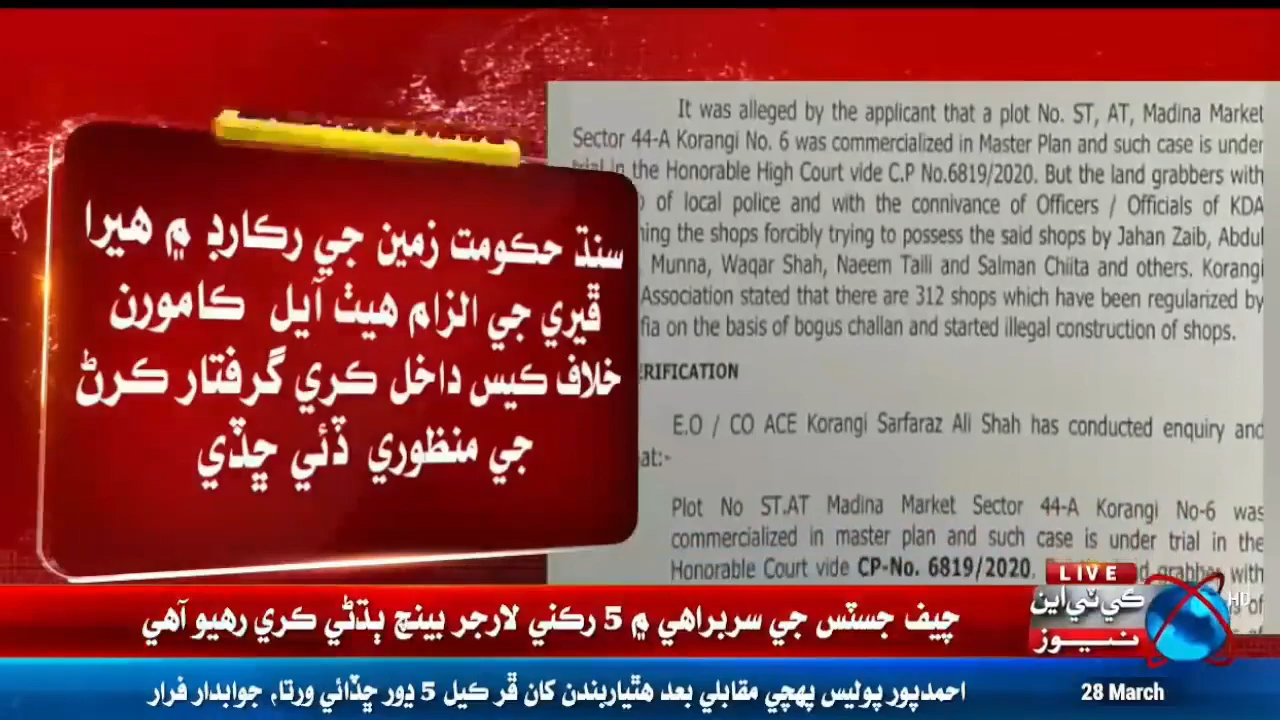 It was alleged by the applicant that a plot No. ST, AT, Madina Market
Sector 44-A Korangi No. 6 was commercialized in Master Plan and such case is under
in the Honorable High Court vide C.P No.6819/2020. But the land grabbers with
of local police and with the connivance of Officers / Officials of KDA
ing the shops forcibly trying to possess the said shops by Jahan Zaib, Abdul
Munna, Waqar Shah, Naeem Taili and Salman Chiita and others. Korangi
Association stated that there are 312 shops which have been regularized by
fia on the basis of bogus challan and started illegal construction of shops.
RIFICATION
E.O / CO ACE Korangi Sarfaraz Ali Shah has conducted enquiry and
at:-
Plot No ST.AT Madina Market Sector 44-A Korangi No-6 was
commercialized in master plan and such case is under trial in the
Honorable Court vide CP-No. 6819/2020. grabber with
of
سنڌ حڪومت زمين جي رڪارڊ ۾ هيرا
ڦيري جي الزام هيٺ آيل ڪامورن
خلاف ڪيس داخل ڪري گرفتار ڪرڻ
جي منظوري ڏئي ڇڏي
LIVE
ڪي ٽي اين
نيوز
HD
چيف جسٽس جي سربراهي ۾ 5 رڪني لارجر بينچ ٻڌڻي ڪري رهيو آهي
احمدپور پوليس پهچي مقابلي بعد هٿياربندن کان ڦر ڪيل 5 ڍور ڇڏائي ورتا، جوابدار فرار
28 March